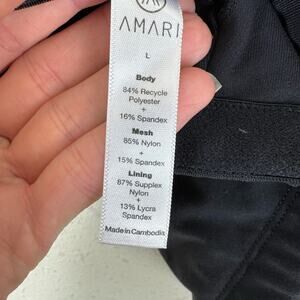 AMARI
L
Body
84% Recycle
Polyester
+
16% Spandex
Mesh
85% Nylon
+
15% Spandex
Lining
87% Supplex
Nylon
+
13% Lycra
Spandex
Made in Cambodia